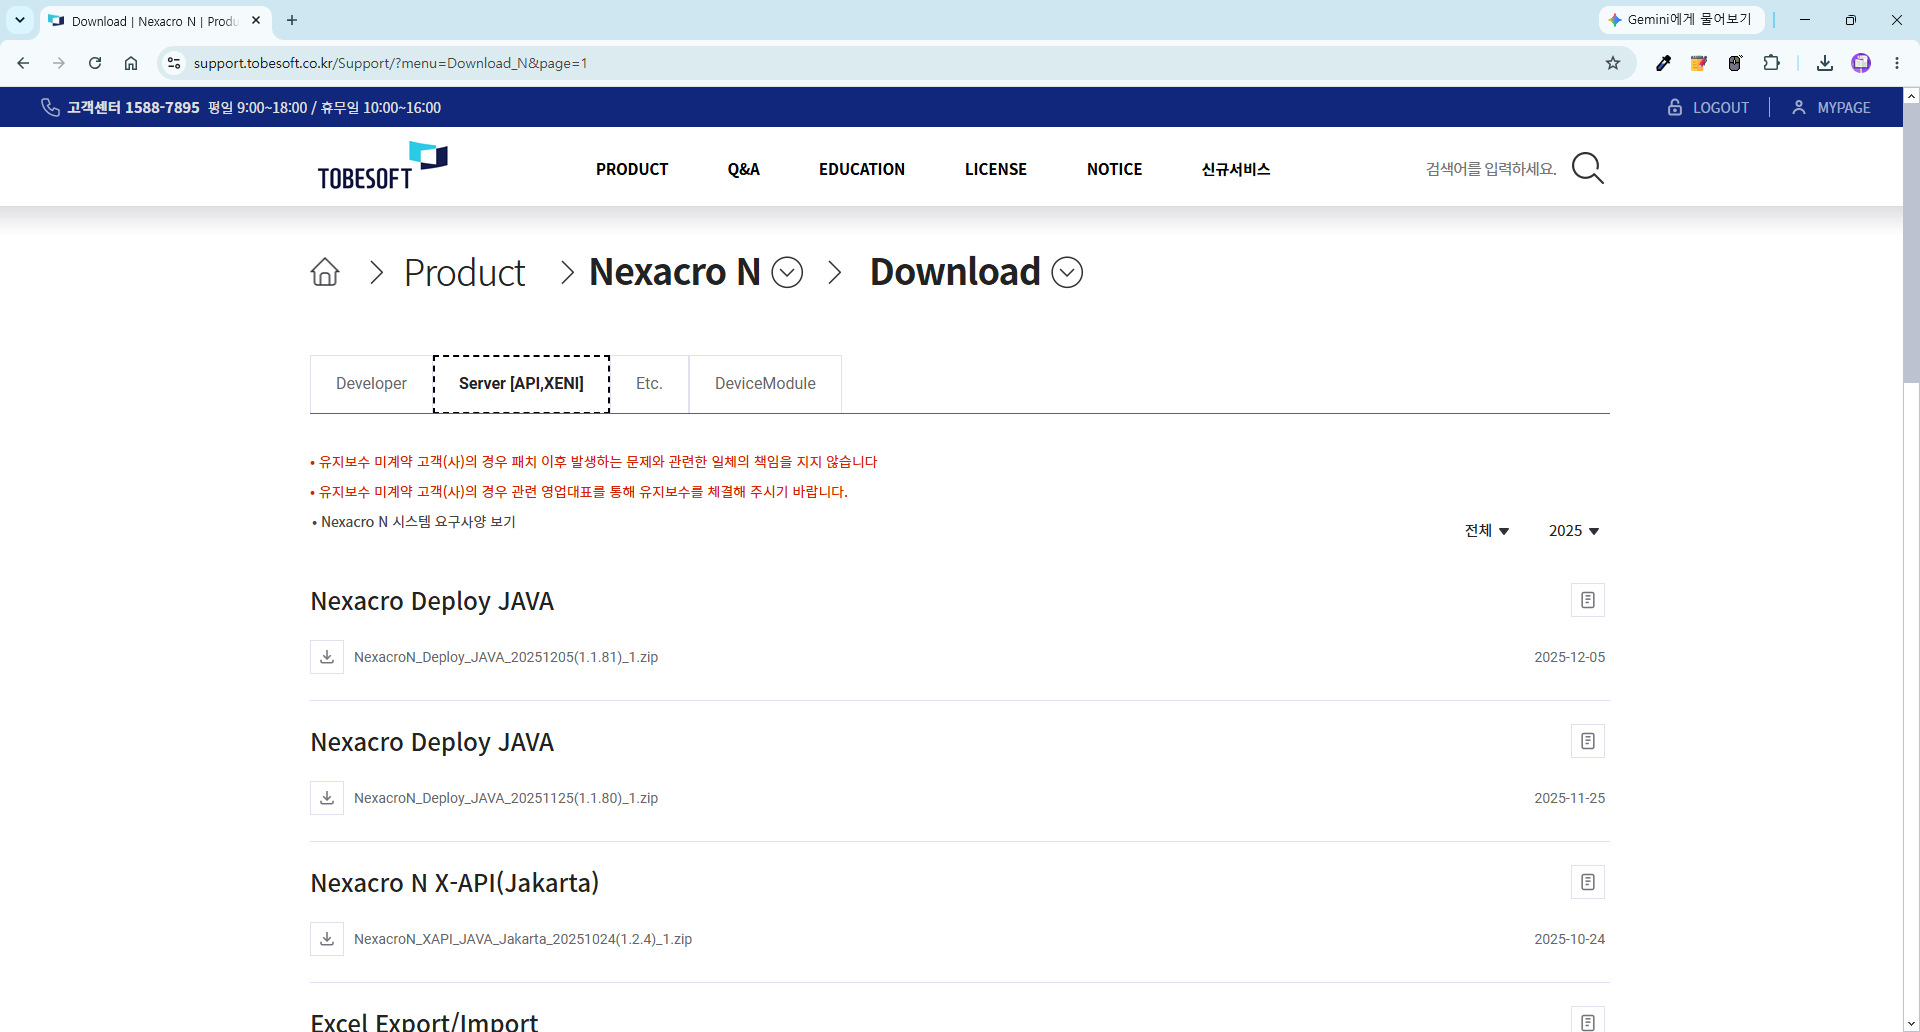 Download | Nexacro N | Produ
Gemini에게 물어보기
support.tobesoft.co.kr/Support/?menu=Download_N&page=1
고객센터 1588-7895 평일 9:00~18:00 / 휴무일 10:00~16:00
LOGOUT
MYPAGE
TOBESOFT
PRODUCT
Q&A
EDUCATION
LICENSE
NOTICE
신규서비스
검색어를 입력하세요.
Product
Nexacro N
Download
Developer
Server [API,XENI]
Etc.
DeviceModule
• 유지보수 미계약 고객(사)의 경우 패치 이후 발생하는 문제와 관련한 일체의 책임을 지지 않습니다
• 유지보수 미계약 고객(사)의 경우 관련 영업대표를 통해 유지보수를 체결해 주시기 바랍니다.
• Nexacro N 시스템 요구사양 보기
전체
2025
Nexacro Deploy JAVA
NexacroN_Deploy_JAVA_20251205(1.1.81)_1.zip
2025-12-05
Nexacro Deploy JAVA
NexacroN_Deploy_JAVA_20251125(1.1.80)_1.zip
2025-11-25
Nexacro N X-API(Jakarta)
NexacroN_XAPI_JAVA_Jakarta_20251024(1.2.4)_1.zip
2025-10-24
Excel Export/Import